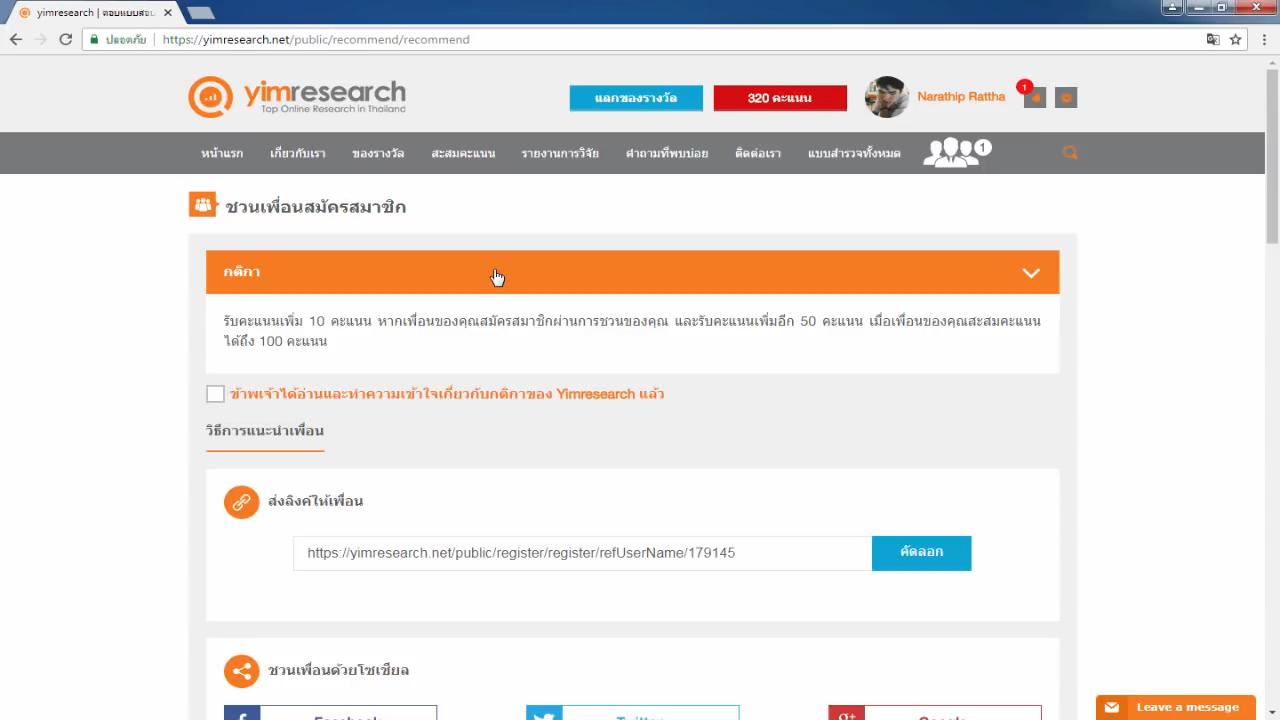 yimresearch | ตอบแบบสอบ
ปลอดภัย
https://yimresearch.net/public/recommend/recommend
yimresearch
Top Online Research in Thailand
แลกของรางวัล
320 คะแนน
Narathip Rattha
1
หน้าแรก
เกี่ยวกับเรา
ของรางวัล
สะสมคะแนน
รายงานการวิจัย
คำถามที่พบบ่อย
ติดต่อเรา
แบบสำรวจทั้งหมด
1
ชวนเพื่อนสมัครสมาชิก
กติกา
รับคะแนนเพิ่ม 10 คะแนน หากเพื่อนของคุณสมัครสมาชิกผ่านการชวนของคุณ และรับคะแนนเพิ่มอีก 50 คะแนน เมื่อเพื่อนของคุณสะสมคะแนน
ได้ถึง 100 คะแนน
ข้าพเจ้าได้อ่านและทำความเข้าใจเกี่ยวกับกติกาของ Yimresearch แล้ว
วิธีการแนะนำเพื่อน
ส่งลิงค์ให้เพื่อน
https://yimresearch.net/public/register/register/refUserName/179145
คัดลอก
ชวนเพื่อนด้วยโซเชียล
Facebook
Twitter
Google
Leave a message